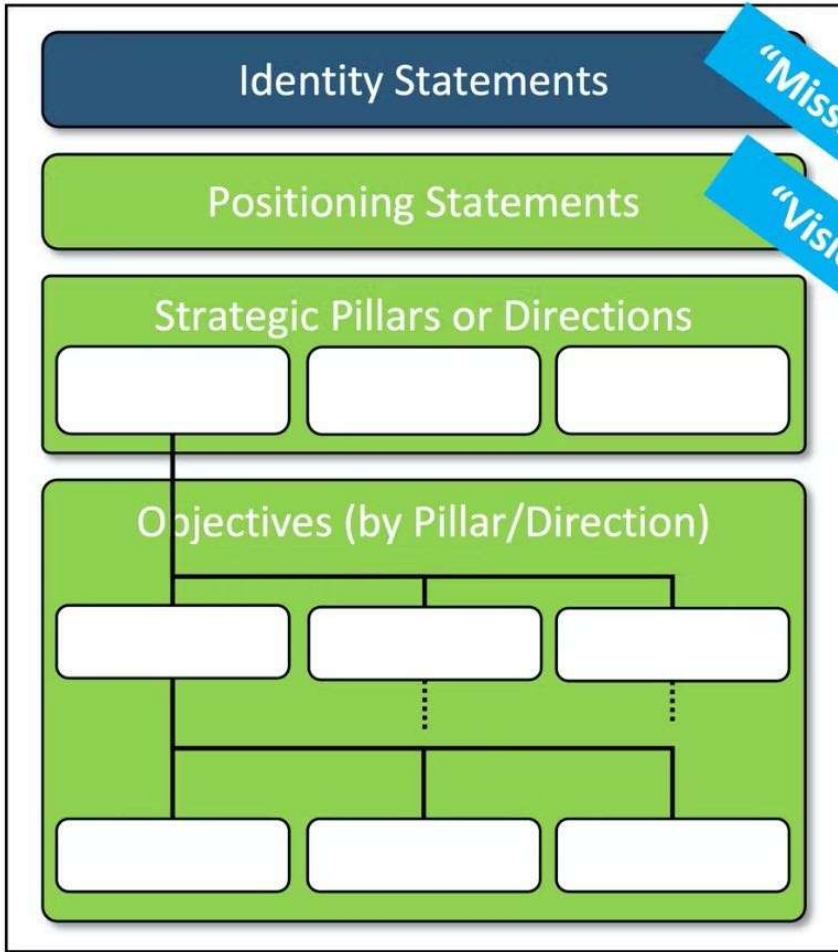 Identity Statements
"Miss
Positioning Statements
"Visi
Strategic Pillars or Directions
Objectives (by Pillar/Direction)